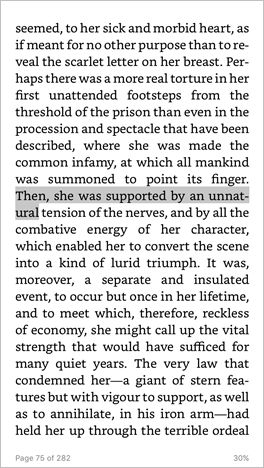 seemed, to her sick and morbid heart, as
if meant for no other purpose than to re-
veal the scarlet letter on her breast. Per-
haps there was a more real torture in her
first unattended footsteps from the
threshold of the prison than even in the
procession and spectacle that have been
described, where she was made the
common infamy, at which all mankind
was summoned to point its finger.
Then, she was supported by an unnat-
ural tension of the nerves, and by all the
combative energy of her character,
which enabled her to convert the scene
into a kind of lurid triumph. It was,
moreover, a separate and insulated
event, to occur but once in her lifetime,
and to meet which, therefore, reckless
of economy, she might call up the vital
strength that would have sufficed for
many quiet years. The very law that
condemned her—a giant of stern fea-
tures but with vigour to support, as well
as to annihilate, in his iron arm—had
held her up through the terrible ordeal
Page 75 of 282 30%